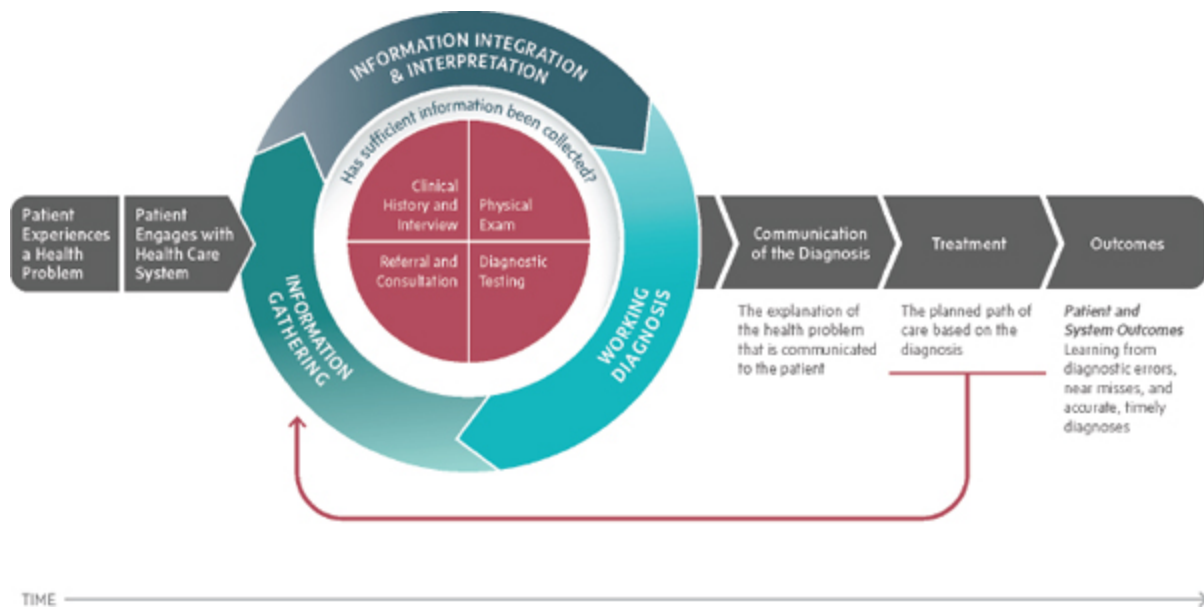 INFORMATION INTEGRATION
& INTERPRETATION
Has sufficient information been collected?
Clinical
History and
Interview
Physical
Exam
Referral and
Consultation
Diagnostic
Testing
INFORMATION
GATHERING
WORKING
DIAGNOSIS
Patient
Experiences
a Health
Problem
Patient
Engages with
Health Care
System
Communication
of the Diagnosis
Treatment
Outcomes
The explanation of
the health problem
that is communicated
to the patient
The planned path of
care based on the
diagnosis
Patient and
System Outcomes
Learning from
diagnostic errors,
near misses, and
accurate, timely
diagnoses
TIME